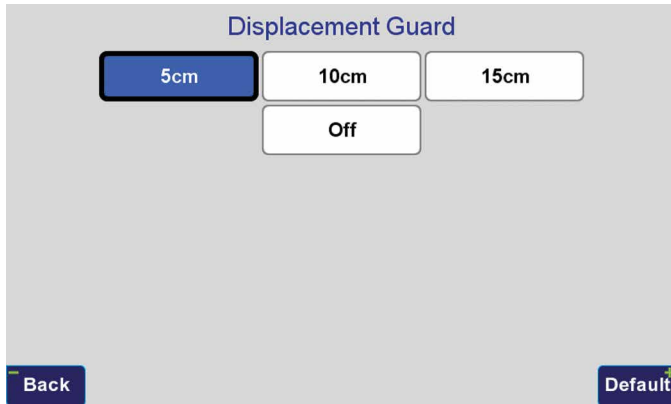 Displacement Guard
5cm 10cm 15cm
Off
- Back Default +